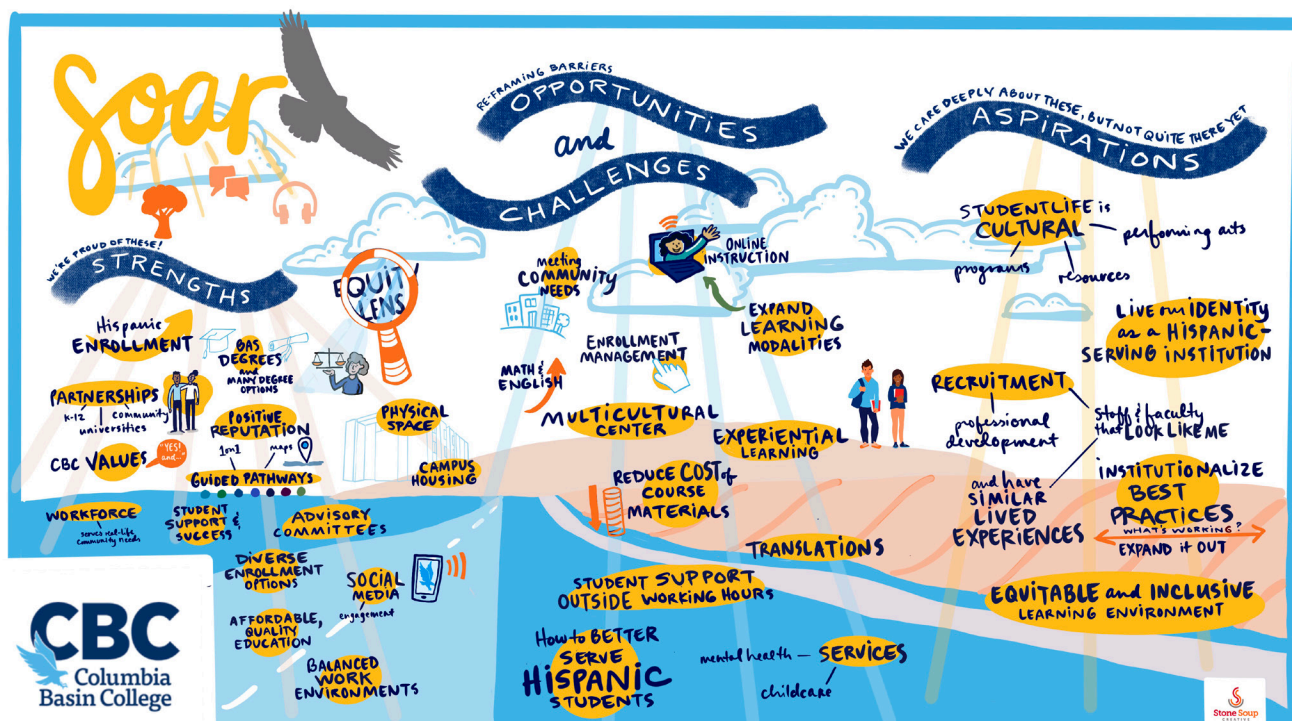 Soar
WE'RE PROUD OF THESE!
STRENGTHS
Hispanic
ENROLLMENT
BAS
DEGREES
and
MANY DEGREE
OPTIONS
PARTNERSHIPS
K-12
community
universities
POSITIVE
REPUTATION
1on1
maps
GUIDED PATHWAYS
CBC VALUES
"YES!
and..."
WORKFORCE
serves real-life
community needs
STUDENT
SUPPORT &
SUCCESS
ADVISORY
COMMITTEES
DIVERSE
ENROLLMENT
OPTIONS
SOCIAL
MEDIA
engagement
AFFORDABLE,
QUALITY
EDUCATION
BALANCED
WORK
ENVIRONMENTS
EQUITY
LENS
PHYSICAL
SPACE
CAMPUS
HOUSING
RE-FRAMING BARRIERS
OPPORTUNITIES
and
CHALLENGES
meeting
COMMUNITY
NEEDS
ONLINE
INSTRUCTION
EXPAND
LEARNING
MODALITIES
ENROLLMENT
MANAGEMENT
MATH &
ENGLISH
MULTICULTURAL
CENTER
EXPERIENTIAL
LEARNING
REDUCE COST of
COURSE
MATERIALS
TRANSLATIONS
STUDENT SUPPORT
OUTSIDE WORKING HOURS
How to BETTER
SERVE
HISPANIC
STUDENTS
mental health — SERVICES
childcare
WE CARE DEEPLY ABOUT THESE, BUT NOT QUITE THERE YET
ASPIRATIONS
STUDENT LIFE is
CULTURAL
performing arts
programs
resources
LIVE our IDENTITY
as a HISPANIC-
SERVING INSTITUTION
RECRUITMENT
professional
development
staff & faculty
that LOOK LIKE ME
and have
SIMILAR
LIVED
EXPERIENCES
INSTITUTIONALIZE
BEST
PRACTICES
WHAT'S WORKING?
EXPAND it OUT
EQUITABLE and INCLUSIVE
LEARNING ENVIRONMENT
CBC
Columbia
Basin College
Stone Soup
CREATIVE